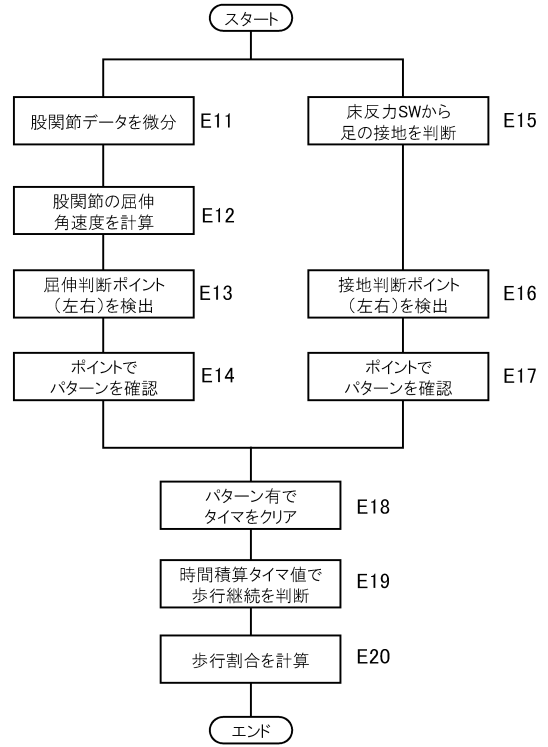 スタート
股関節データを微分
E11
股関節の屈伸
角速度を計算
E12
屈伸判断ポイント
（左右）を検出
E13
ポイントで
パターンを確認
E14
床反力SWから
足の接地を判断
E15
接地判断ポイント
（左右）を検出
E16
ポイントで
パターンを確認
E17
パターン有で
タイマをクリア
E18
時間積算タイマ値で
歩行継続を判断
E19
歩行割合を計算
E20
エンド